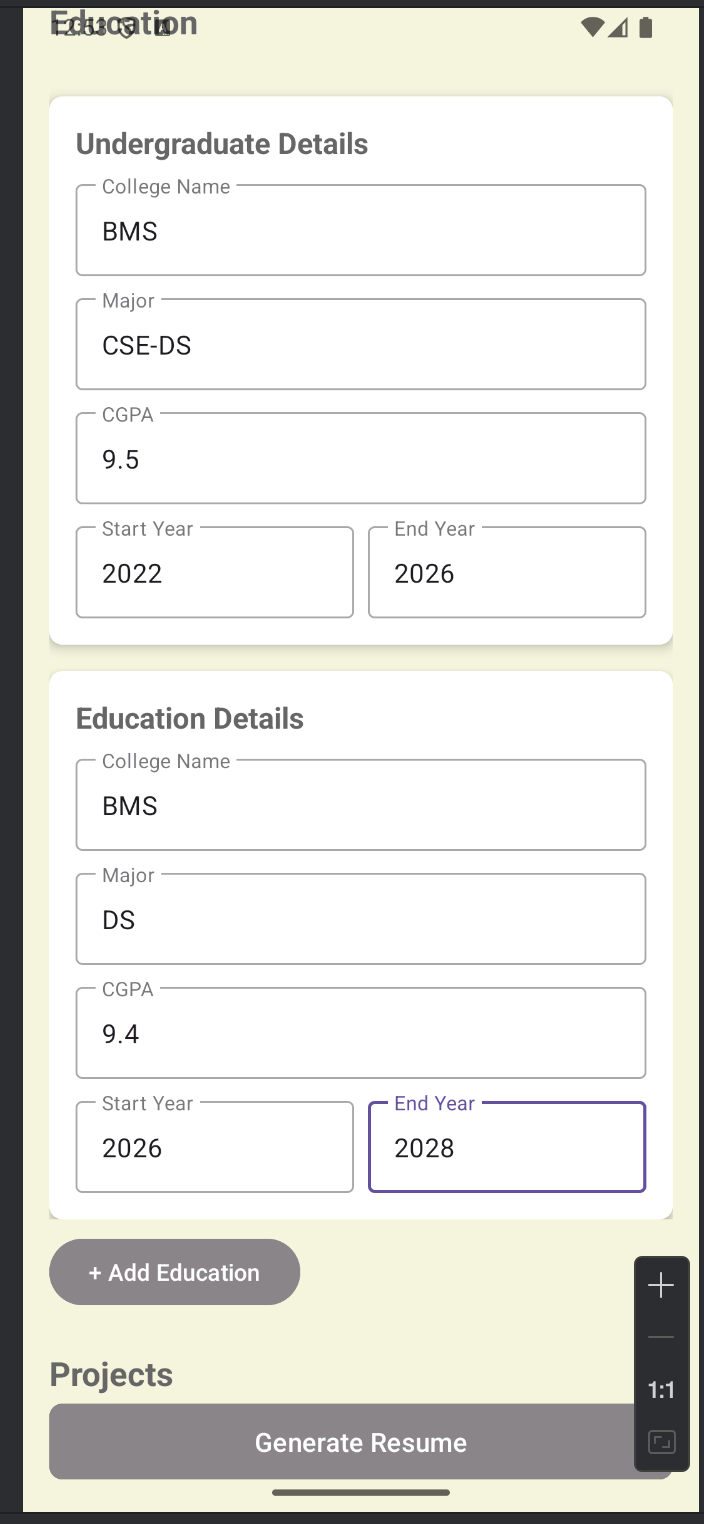 Education
12:53
Undergraduate Details
College Name
BMS
Major
CSE-DS
CGPA
9.5
Start Year End Year
2022 2026
Education Details
College Name
BMS
Major
DS
CGPA
9.4
Start Year End Year
2026 2028
+ Add Education
Projects
1:1
Generate Resume